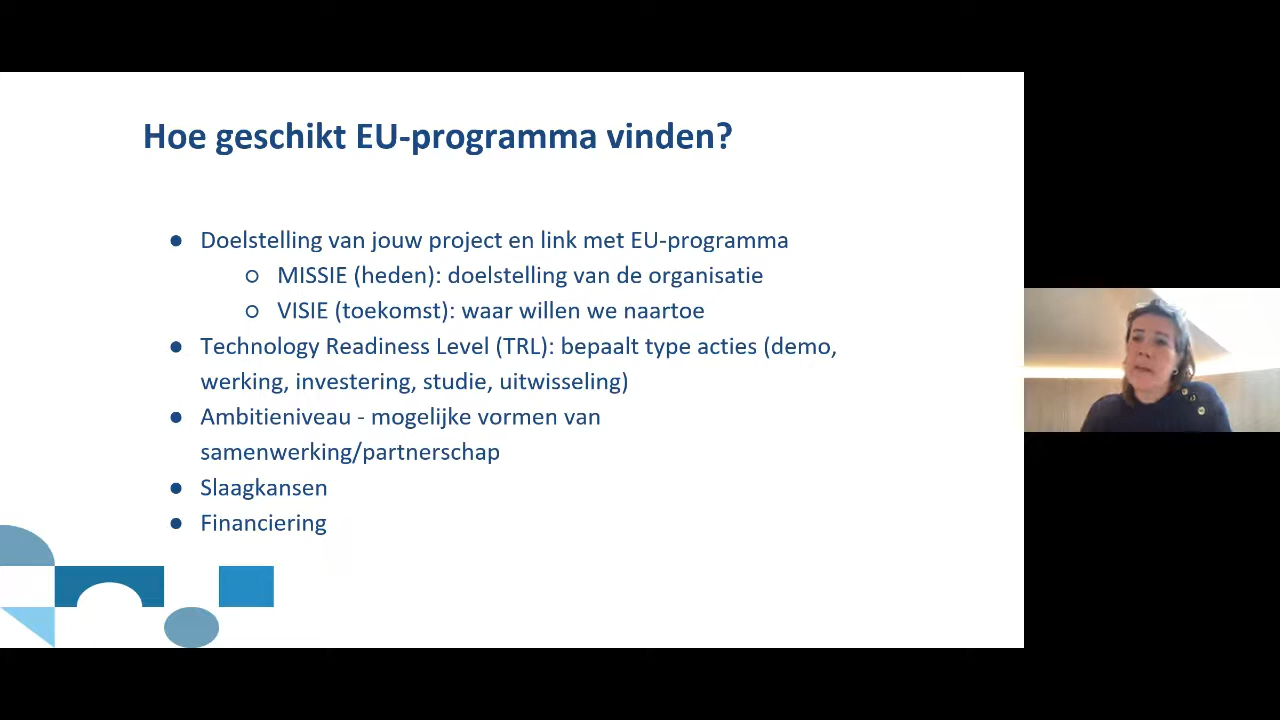 Hoe geschikt EU-programma vinden?
● Doelstelling van jouw project en link met EU-programma
○ MISSIE (heden): doelstelling van de organisatie
○ VISIE (toekomst): waar willen we naartoe
● Technology Readiness Level (TRL): bepaalt type acties (demo,
werking, investering, studie, uitwisseling)
● Ambitieniveau - mogelijke vormen van
samenwerking/partnerschap
● Slaagkansen
● Financiering